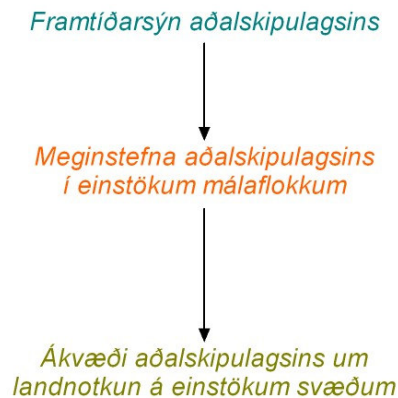 Framtíðarsýn aðalskipulagsins
Meginstefna aðalskipulagsins
í einstökum málaflokkum
Ákvæði aðalskipulagsins um
landnotkun á einstökum svæðum